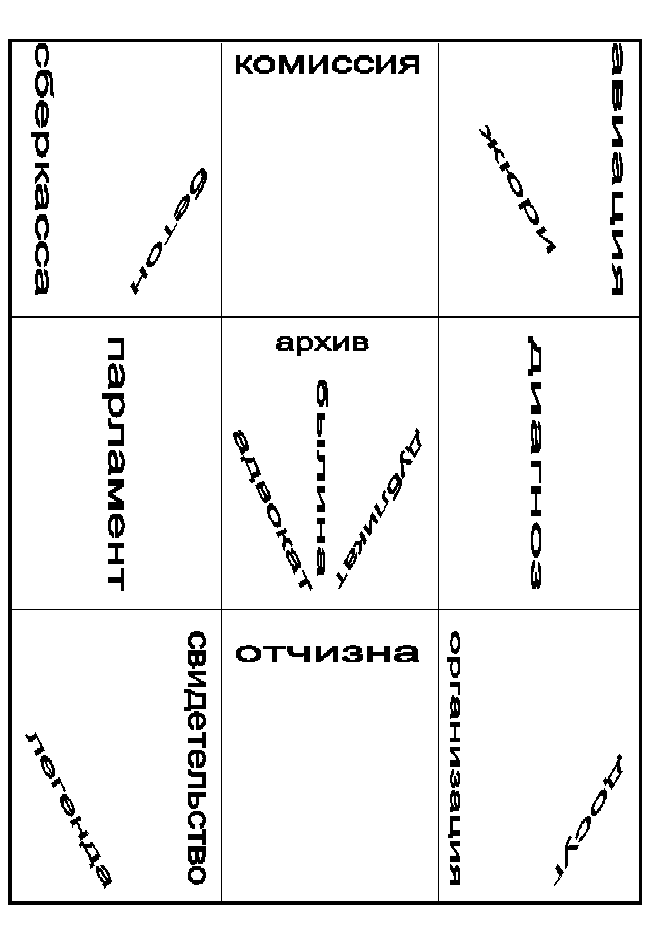 сберкасса
бетон
комиссия
жюри
авиация
парламент
архив
адвокат
былина
дубликат
диагноз
легенда
свидетельство
отчизна
организация
досуг